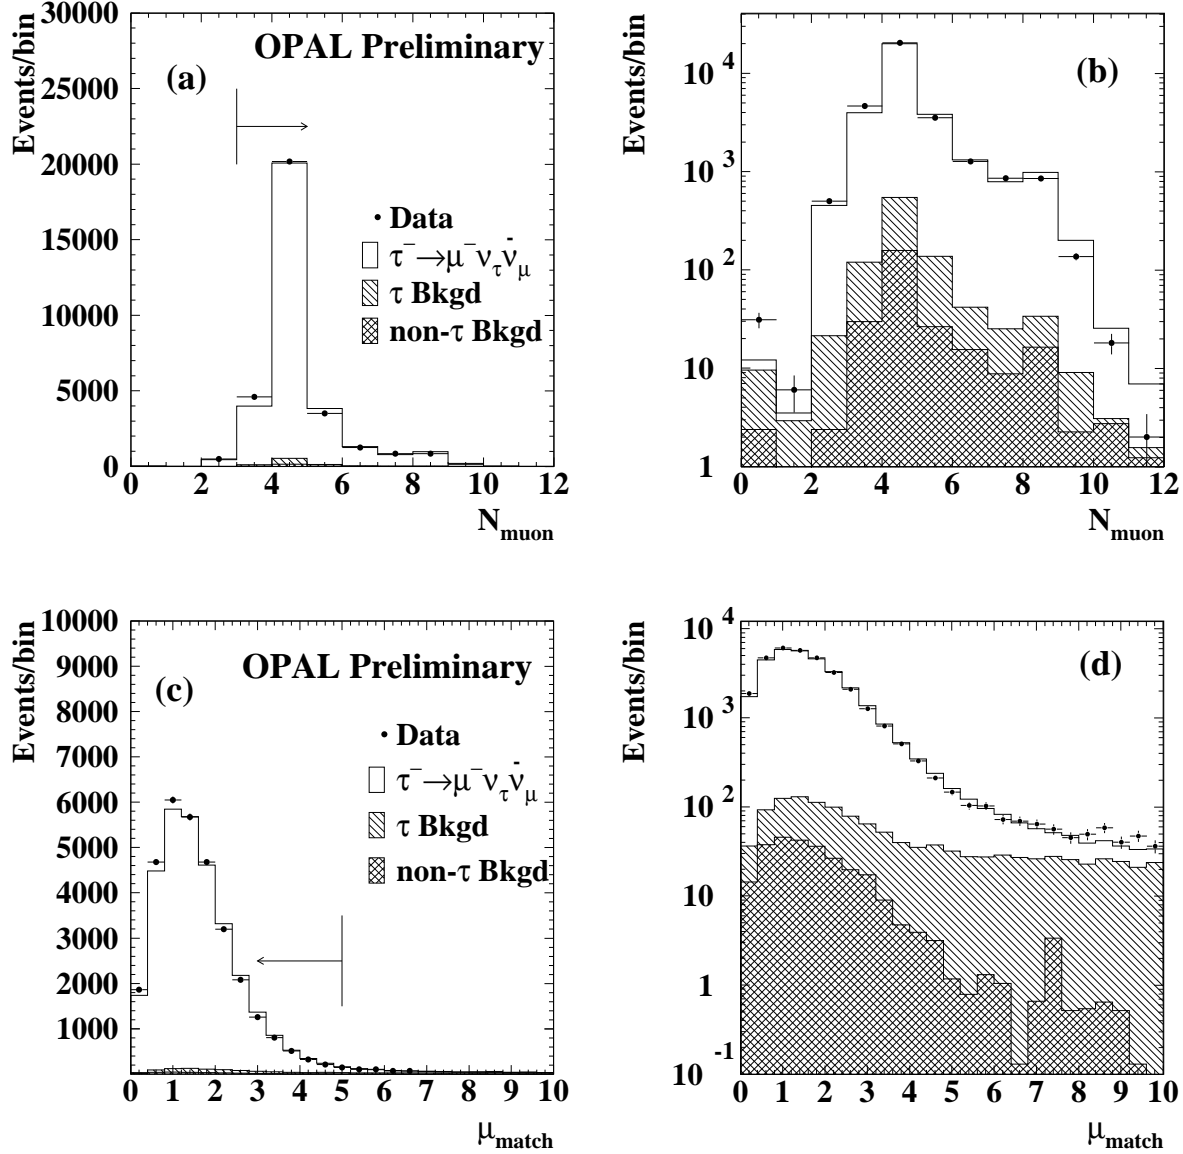 OPAL Preliminary
(a)
Events/bin
30000
25000
20000
15000
10000
5000
0
Data
τ⁻→μ⁻ν_τν̄_μ
τ Bkgd
non-τ Bkgd
0 2 4 6 8 10 12
N_muon
(b)
Events/bin
10⁴
10³
10²
10
1
0 2 4 6 8 10 12
N_muon
OPAL Preliminary
(c)
Events/bin
10000
9000
8000
7000
6000
5000
4000
3000
2000
1000
Data
τ⁻→μ⁻ν_τν̄_μ
τ Bkgd
non-τ Bkgd
0 1 2 3 4 5 6 7 8 9 10
μ_match
(d)
Events/bin
10⁴
10³
10²
10
1
10⁻¹
0 1 2 3 4 5 6 7 8 9 10
μ_match